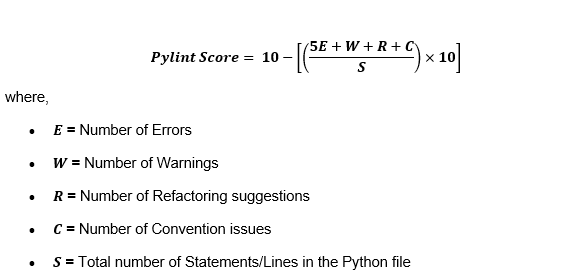 Pylint Score = 10 − [((5E + W + R + C) / S) × 10]
where,
• E = Number of Errors
• W = Number of Warnings
• R = Number of Refactoring suggestions
• C = Number of Convention issues
• S = Total number of Statements/Lines in the Python file